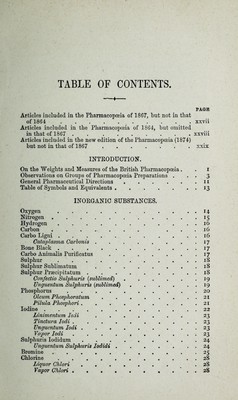 TABLE OF CONTENTS.
PAGE
Articles included in the Pharmacopœia of 1867, but not in that
of 1864 . . . . . . . . . xxvii
Articles included in the Pharmacopœia of 1864, but omitted
in that of 1867 . . . . . . . . xxviii
Articles included in the new edition of the Pharmacopœia (1874)
but not in that of 1867 . . . . . . xxix
INTRODUCTION.
On the Weights and Measures of the British Pharmacopœia . . 1
Observations on Groups of Pharmacopœia Preparations . . . 3
General Pharmaceutical Directions . . . . . . 11
Table of Symbols and Equivalents . . . . . . . 13
INORGANIC SUBSTANCES.
Oxygen . . . . . . . . . . 14
Nitrogen . . . . . . . . . . 15
Hydrogen . . . . . . . . . . 16
Carbon . . . . . . . . . . 16
Carbo Ligni . . . . . . . . . 16
Cataplasma Carbonis . . . . . . . 17
Bone Black . . . . . . . . . . 17
Carbo Animalis Purificatus . . . . . . . 17
Sulphur . . . . . . . . . . 18
Sulphur Sublimatum . . . . . . . . 18
Sulphur Præcipitatum . . . . . . . . 18
Confectio Sulphuris (sublimed) . . . . . . 19
Unguentum Sulphuris (sublimed) . . . . . . 19
Phosphorus . . . . . . . . . . 20
Oleum Phosphoratum . . . . . . . 21
Pilula Phosphori . . . . . . . . 21
Iodine . . . . . . . . . . 22
Linimentum Iodi . . . . . . . . 23
Tinctura Iodi . . . . . . . . 23
Unguentum Iodi . . . . . . . . 23
Vapor Iodi . . . . . . . . . 23
Sulphuris Iodidum . . . . . . . . 24
Unguentum Sulphuris Iodidi . . . . . . 24
Bromine . . . . . . . . . . 25
Chlorine . . . . . . . . . . 28
Liquor Chlori . . . . . . . . 28
Vapor Chlori . . . . . . . . 28